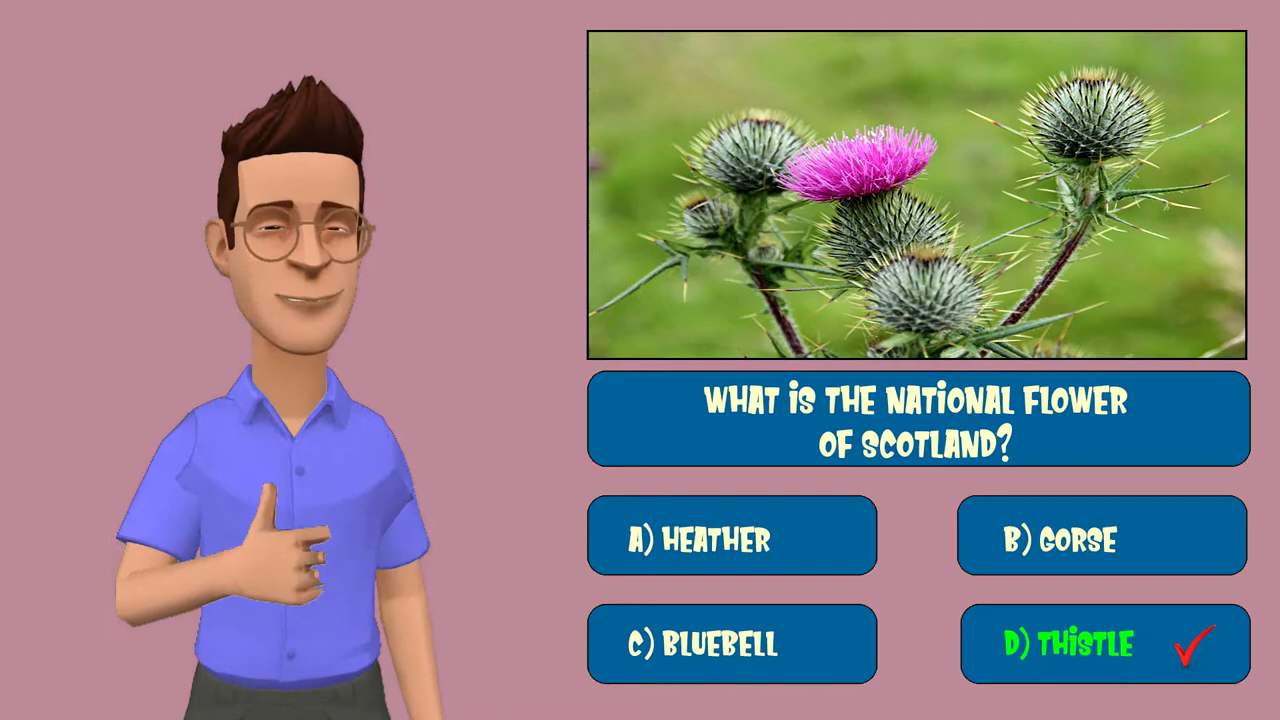 WHAT iS THE NATiONAL FLOWER
OF SCOTLAND?
A) HEATHER
B) GORSE
C) BLUEBELL
D) THiSTLE